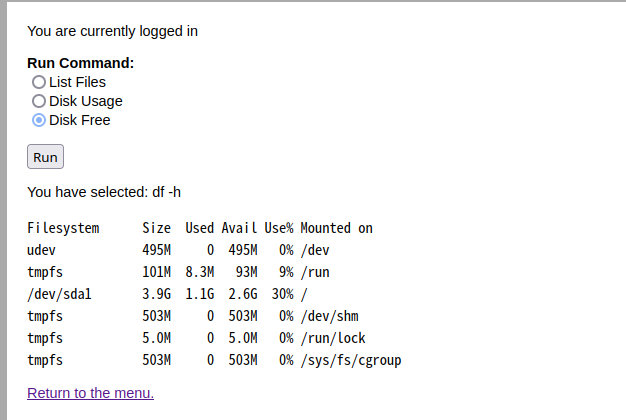 You are currently logged in
Run Command:
List Files
Disk Usage
Disk Free
Run
You have selected: df -h
Filesystem Size Used Avail Use% Mounted on
udev 495M 0 495M 0% /dev
tmpfs 101M 8.3M 93M 9% /run
/dev/sda1 3.9G 1.1G 2.6G 30% /
tmpfs 503M 0 503M 0% /dev/shm
tmpfs 5.0M 0 5.0M 0% /run/lock
tmpfs 503M 0 503M 0% /sys/fs/cgroup
Return to the menu.